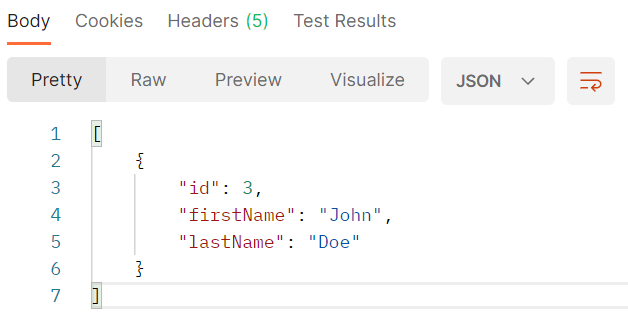 Body Cookies Headers (5) Test Results
Pretty Raw Preview Visualize JSON
1 [
2 {
3 "id": 3,
4 "firstName": "John",
5 "lastName": "Doe"
6 }
7 ]